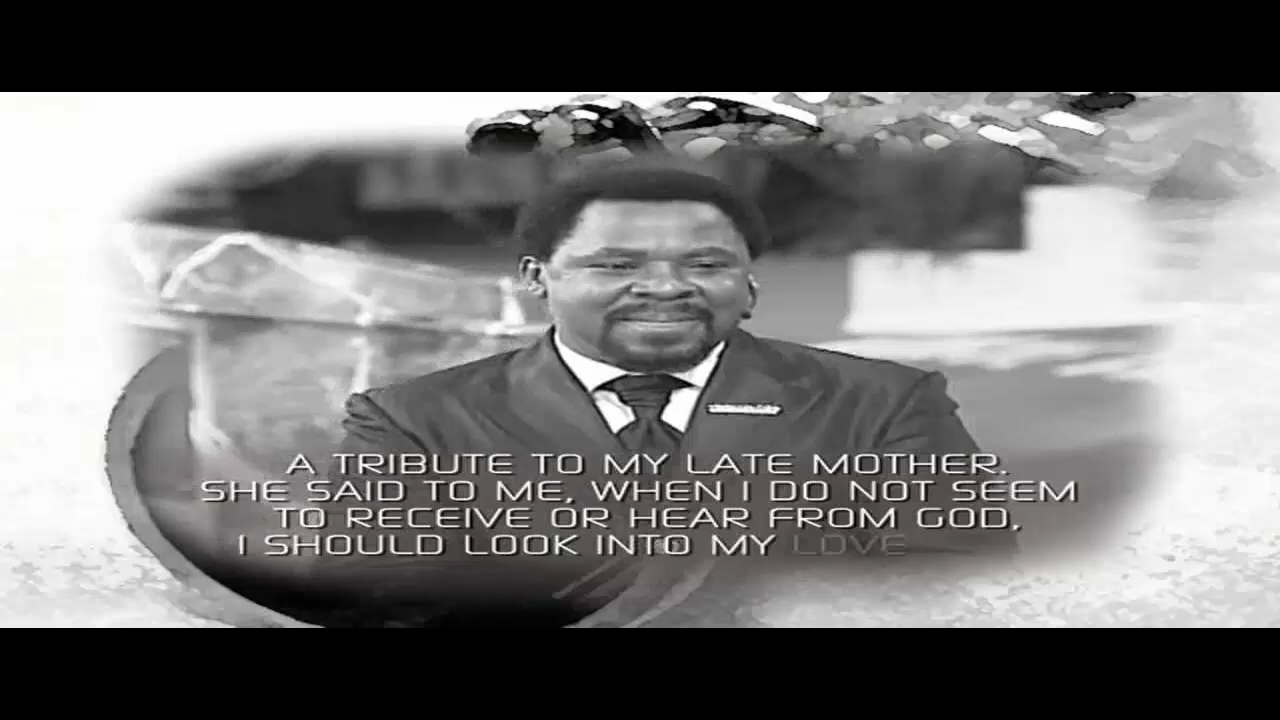 A TRIBUTE TO MY LATE MOTHER.
SHE SAID TO ME, WHEN I DO NOT SEEM
TO RECEIVE OR HEAR FROM GOD,
I SHOULD LOOK INTO MY LOVE